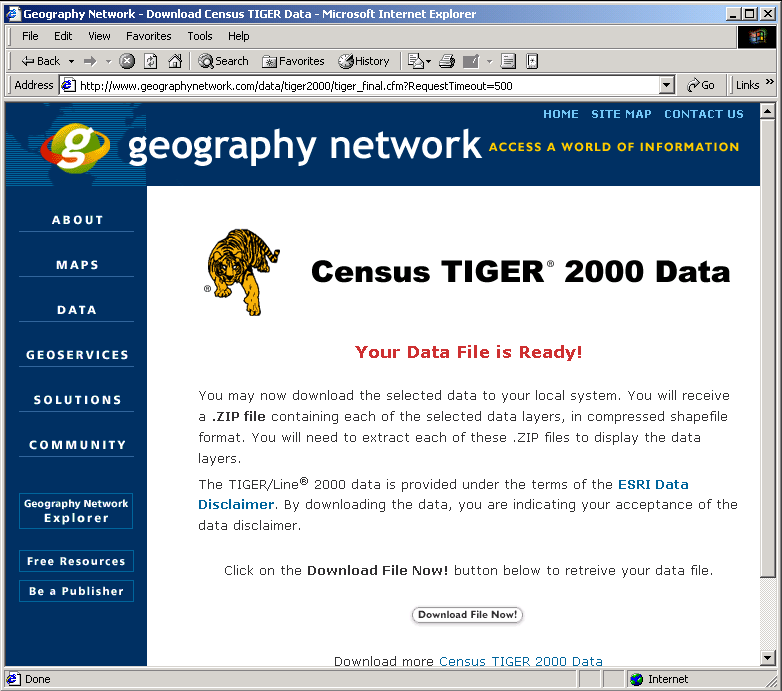 Geography Network - Download Census TIGER Data - Microsoft Internet Explorer
File Edit View Favorites Tools Help
Back Search Favorites History
Address http://www.geographynetwork.com/data/tiger2000/tiger_final.cfm?RequestTimeout=500 Go Links »
HOME SITE MAP CONTACT US
g geography network ACCESS A WORLD OF INFORMATION
ABOUT
MAPS
DATA
GEOSERVICES
SOLUTIONS
COMMUNITY
Geography Network
Explorer
Free Resources
Be a Publisher
® Census TIGER® 2000 Data
Your Data File is Ready!
You may now download the selected data to your local system. You will receive
a .ZIP file containing each of the selected data layers, in compressed shapefile
format. You will need to extract each of these .ZIP files to display the data
layers.
The TIGER/Line® 2000 data is provided under the terms of the ESRI Data
Disclaimer. By downloading the data, you are indicating your acceptance of the
data disclaimer.
Click on the Download File Now! button below to retreive your data file.
Download File Now!
Download more Census TIGER 2000 Data
Done Internet